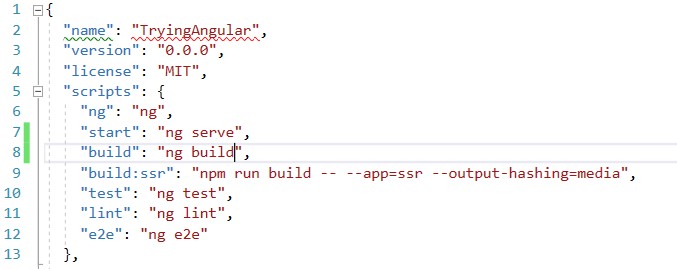 1 {
2 "name": "TryingAngular",
3 "version": "0.0.0",
4 "license": "MIT",
5 "scripts": {
6 "ng": "ng",
7 "start": "ng serve",
8 "build": "ng build",
9 "build:ssr": "npm run build -- --app=ssr --output-hashing=media",
10 "test": "ng test",
11 "lint": "ng lint",
12 "e2e": "ng e2e"
13 },